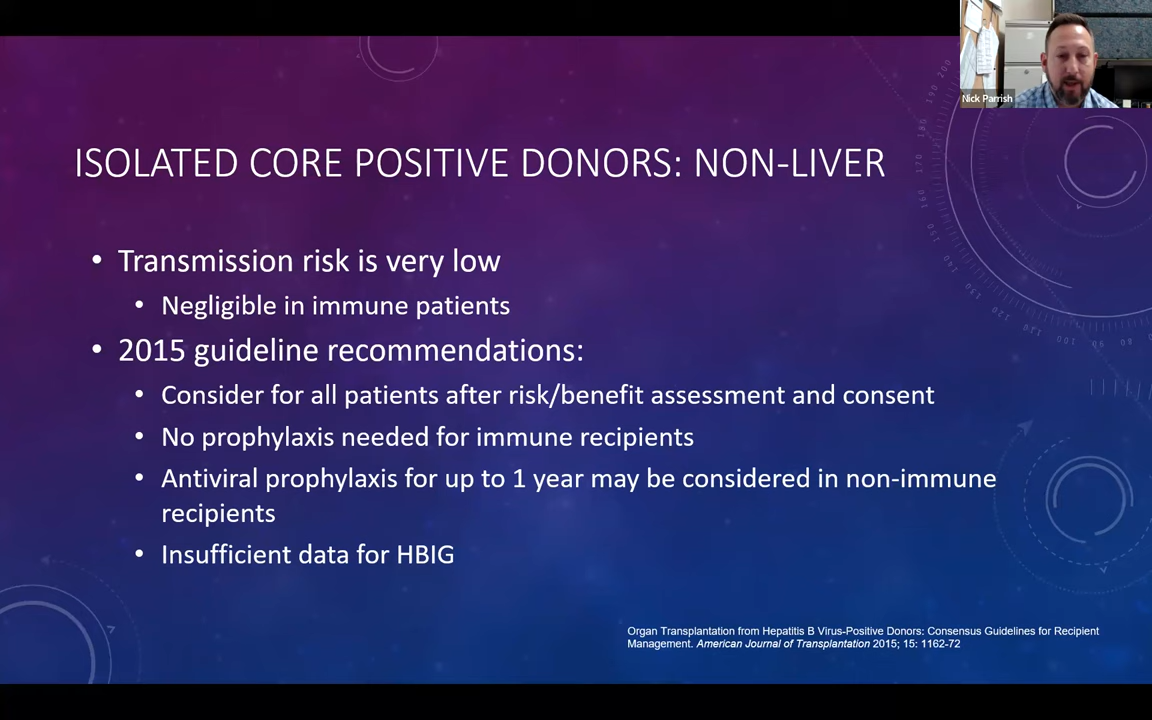 Nick Parrish
ISOLATED CORE POSITIVE DONORS: NON-LIVER
• Transmission risk is very low
• Negligible in immune patients
• 2015 guideline recommendations:
• Consider for all patients after risk/benefit assessment and consent
• No prophylaxis needed for immune recipients
• Antiviral prophylaxis for up to 1 year may be considered in non-immune
recipients
• Insufficient data for HBIG
Organ Transplantation from Hepatitis B Virus-Positive Donors: Consensus Guidelines for Recipient
Management. American Journal of Transplantation 2015; 15: 1162-72